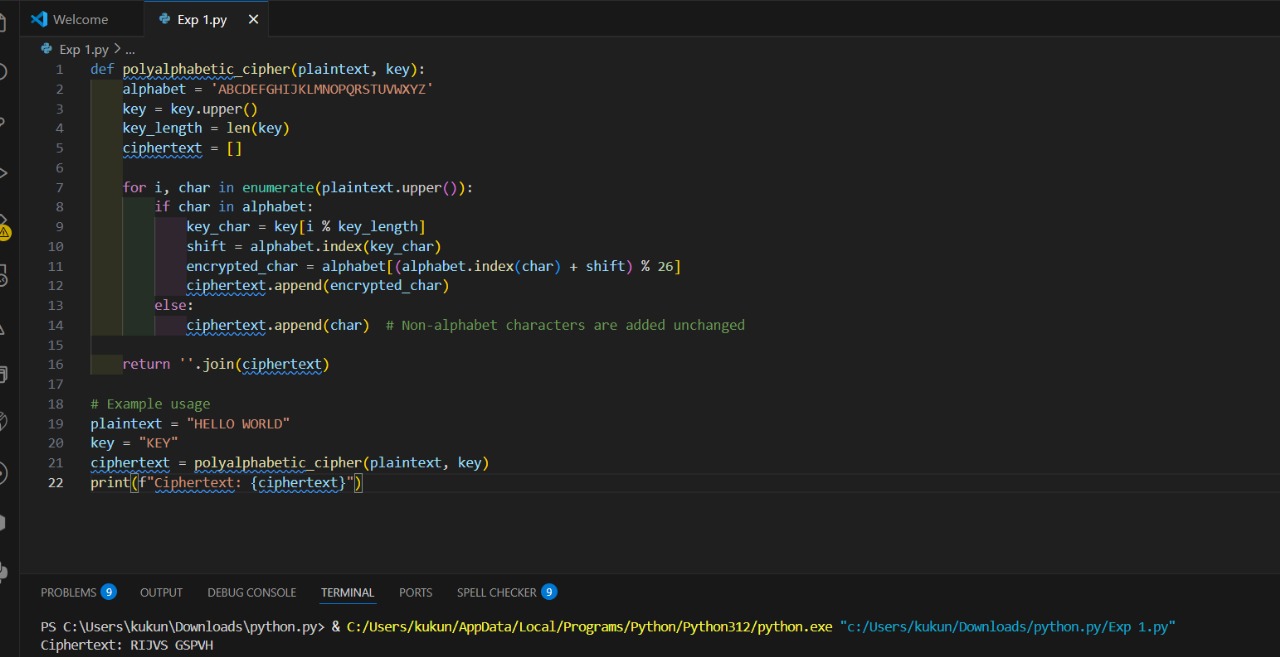 Welcome
Exp 1.py
Exp 1.py > ...
1 def polyalphabetic_cipher(plaintext, key):
2     alphabet = 'ABCDEFGHIJKLMNOPQRSTUVWXYZ'
3     key = key.upper()
4     key_length = len(key)
5     ciphertext = []
6
7     for i, char in enumerate(plaintext.upper()):
8         if char in alphabet:
9             key_char = key[i % key_length]
10             shift = alphabet.index(key_char)
11             encrypted_char = alphabet[(alphabet.index(char) + shift) % 26]
12             ciphertext.append(encrypted_char)
13         else:
14             ciphertext.append(char)  # Non-alphabet characters are added unchanged
15
16     return ''.join(ciphertext)
17
18 # Example usage
19 plaintext = "HELLO WORLD"
20 key = "KEY"
21 ciphertext = polyalphabetic_cipher(plaintext, key)
22 print(f"Ciphertext: {ciphertext}")
PROBLEMS 9 OUTPUT DEBUG CONSOLE TERMINAL PORTS SPELL CHECKER 9
PS C:\Users\kukun\Downloads\python.py> & C:/Users/kukun/AppData/Local/Programs/Python/Python312/python.exe "c:/Users/kukun/Downloads/python.py/Exp 1.py"
Ciphertext: RIJVS GSPVH